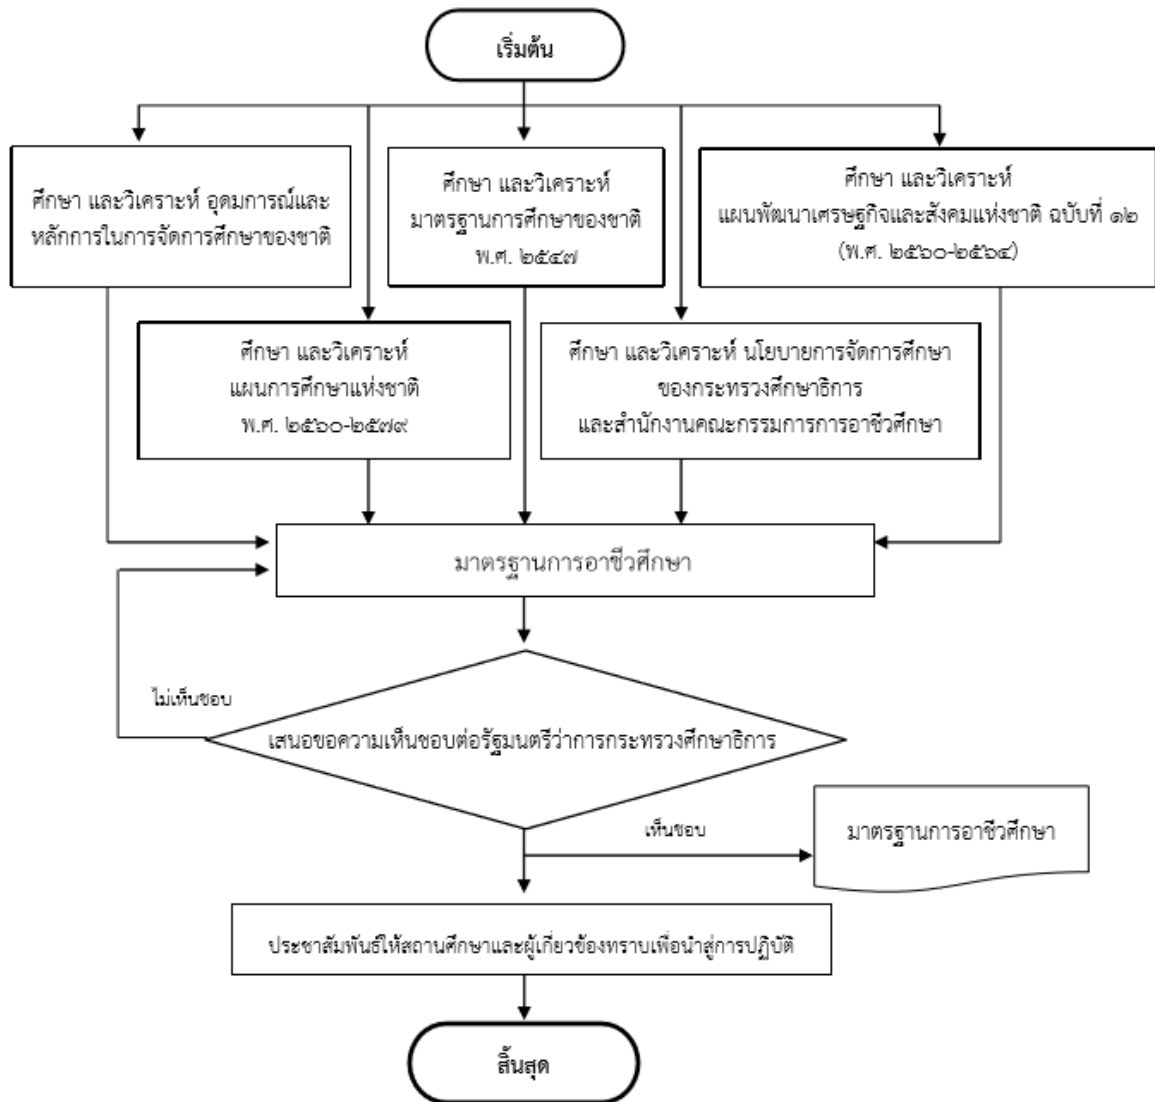 เริ่มต้น
ศึกษา และวิเคราะห์ อุดมการณ์และ
หลักการในการจัดการศึกษาของชาติ
ศึกษา และวิเคราะห์
มาตรฐานการศึกษาของชาติ
พ.ศ. ๒๕๔๗
ศึกษา และวิเคราะห์
แผนพัฒนาเศรษฐกิจและสังคมแห่งชาติ ฉบับที่ ๑๒
(พ.ศ. ๒๕๖๐-๒๕๖๔)
ศึกษา และวิเคราะห์
แผนการศึกษาแห่งชาติ
พ.ศ. ๒๕๖๐-๒๕๗๙
ศึกษา และวิเคราะห์ นโยบายการจัดการศึกษา
ของกระทรวงศึกษาธิการ
และสำนักงานคณะกรรมการการอาชีวศึกษา
มาตรฐานการอาชีวศึกษา
ไม่เห็นชอบ
เสนอขอความเห็นชอบต่อรัฐมนตรีว่าการกระทรวงศึกษาธิการ
เห็นชอบ
มาตรฐานการอาชีวศึกษา
ประชาสัมพันธ์ให้สถานศึกษาและผู้เกี่ยวข้องทราบเพื่อนำสู่การปฏิบัติ
สิ้นสุด